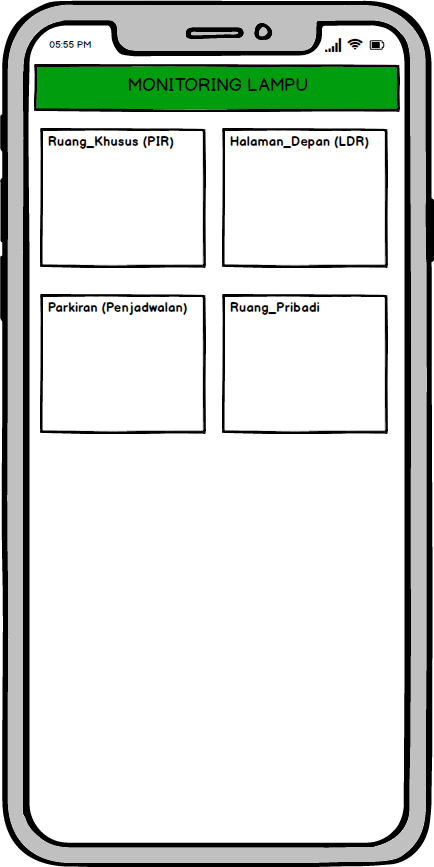 05:55 PM
MONITORING LAMPU
Ruang_Khusus (PIR)
Halaman_Depan (LDR)
Parkiran (Penjadwalan)
Ruang_Pribadi